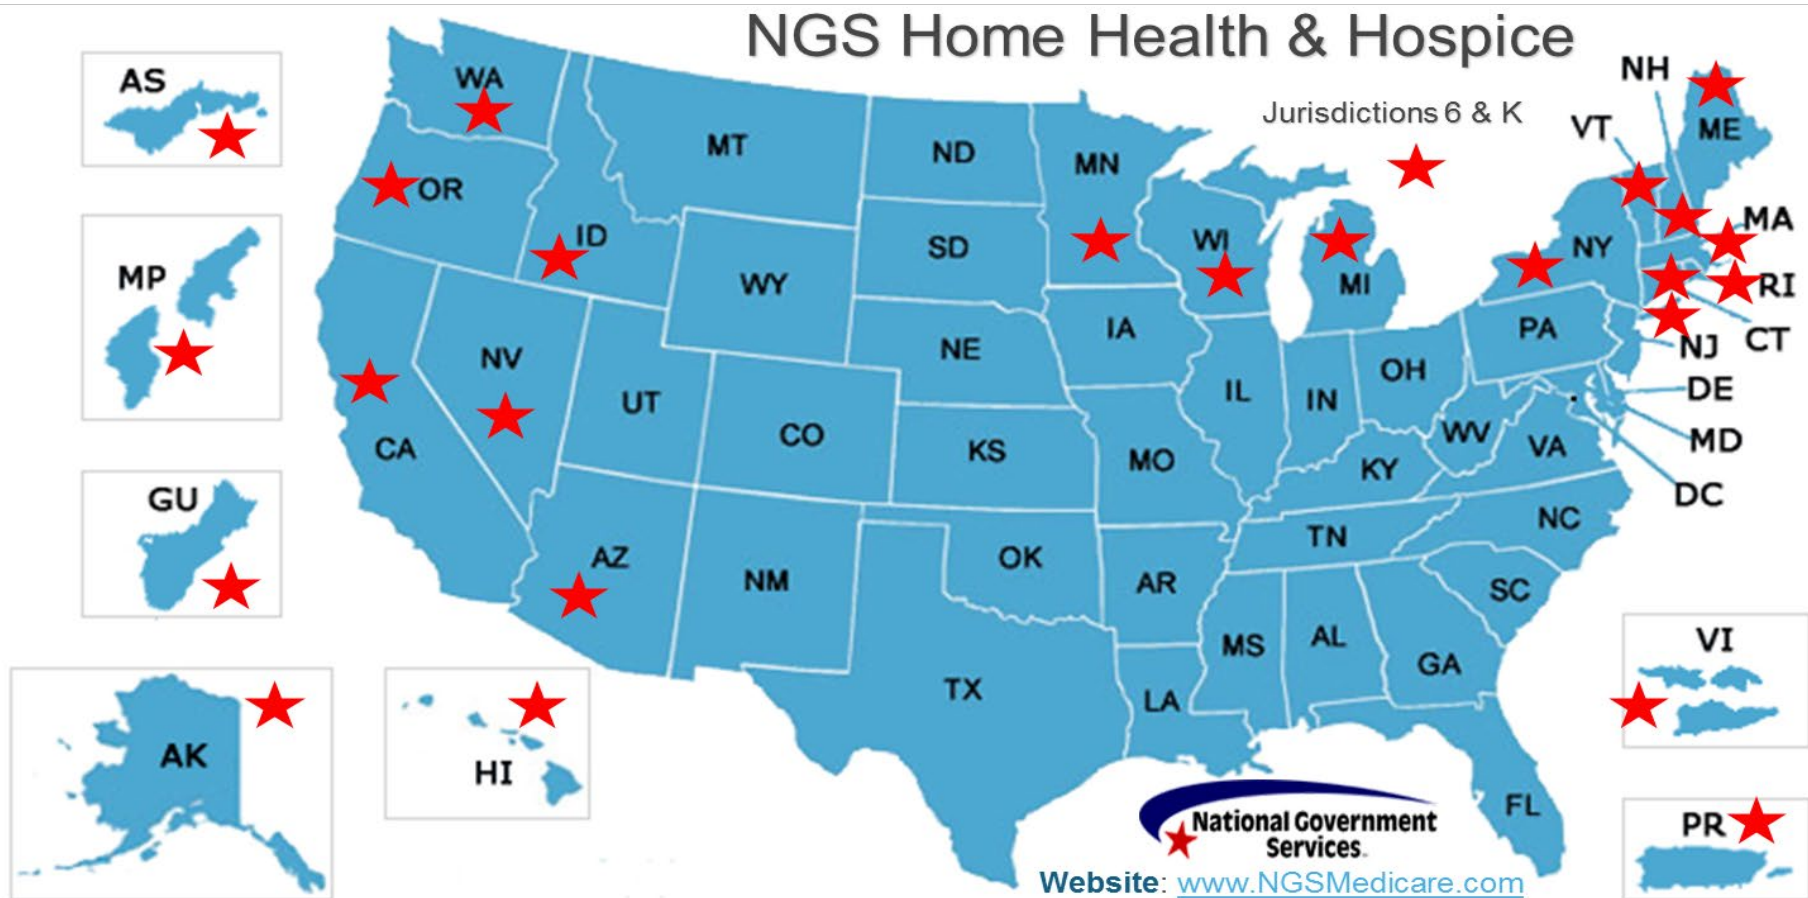 NGS Home Health & Hospice
Jurisdictions 6 & K
AS
MP
GU
AK
HI
WA
OR
ID
MT
ND
MN
SD
WI
MI
WY
NV
UT
CO
CA
NE
IA
KS
MO
IL
IN
OH
PA
NY
VT
NH
ME
MA
RI
CT
NJ
DE
MD
DC
WV
VA
KY
NC
TN
SC
AZ
NM
OK
AR
TX
LA
MS
AL
GA
FL
VI
PR
National Government
Services
Website: www.NGSMedicare.com